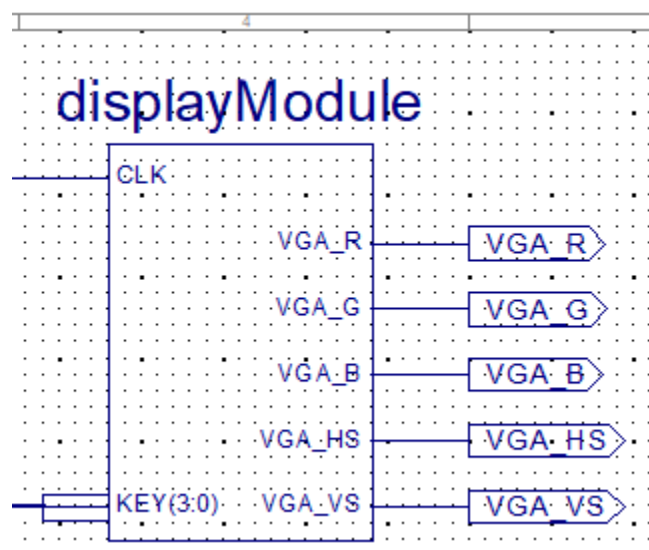 4
displayModule
CLK
VGA_R VGA_R
VGA_G VGA_G
VGA_B VGA_B
VGA_HS VGA_HS
KEY(3:0) VGA_VS VGA_VS